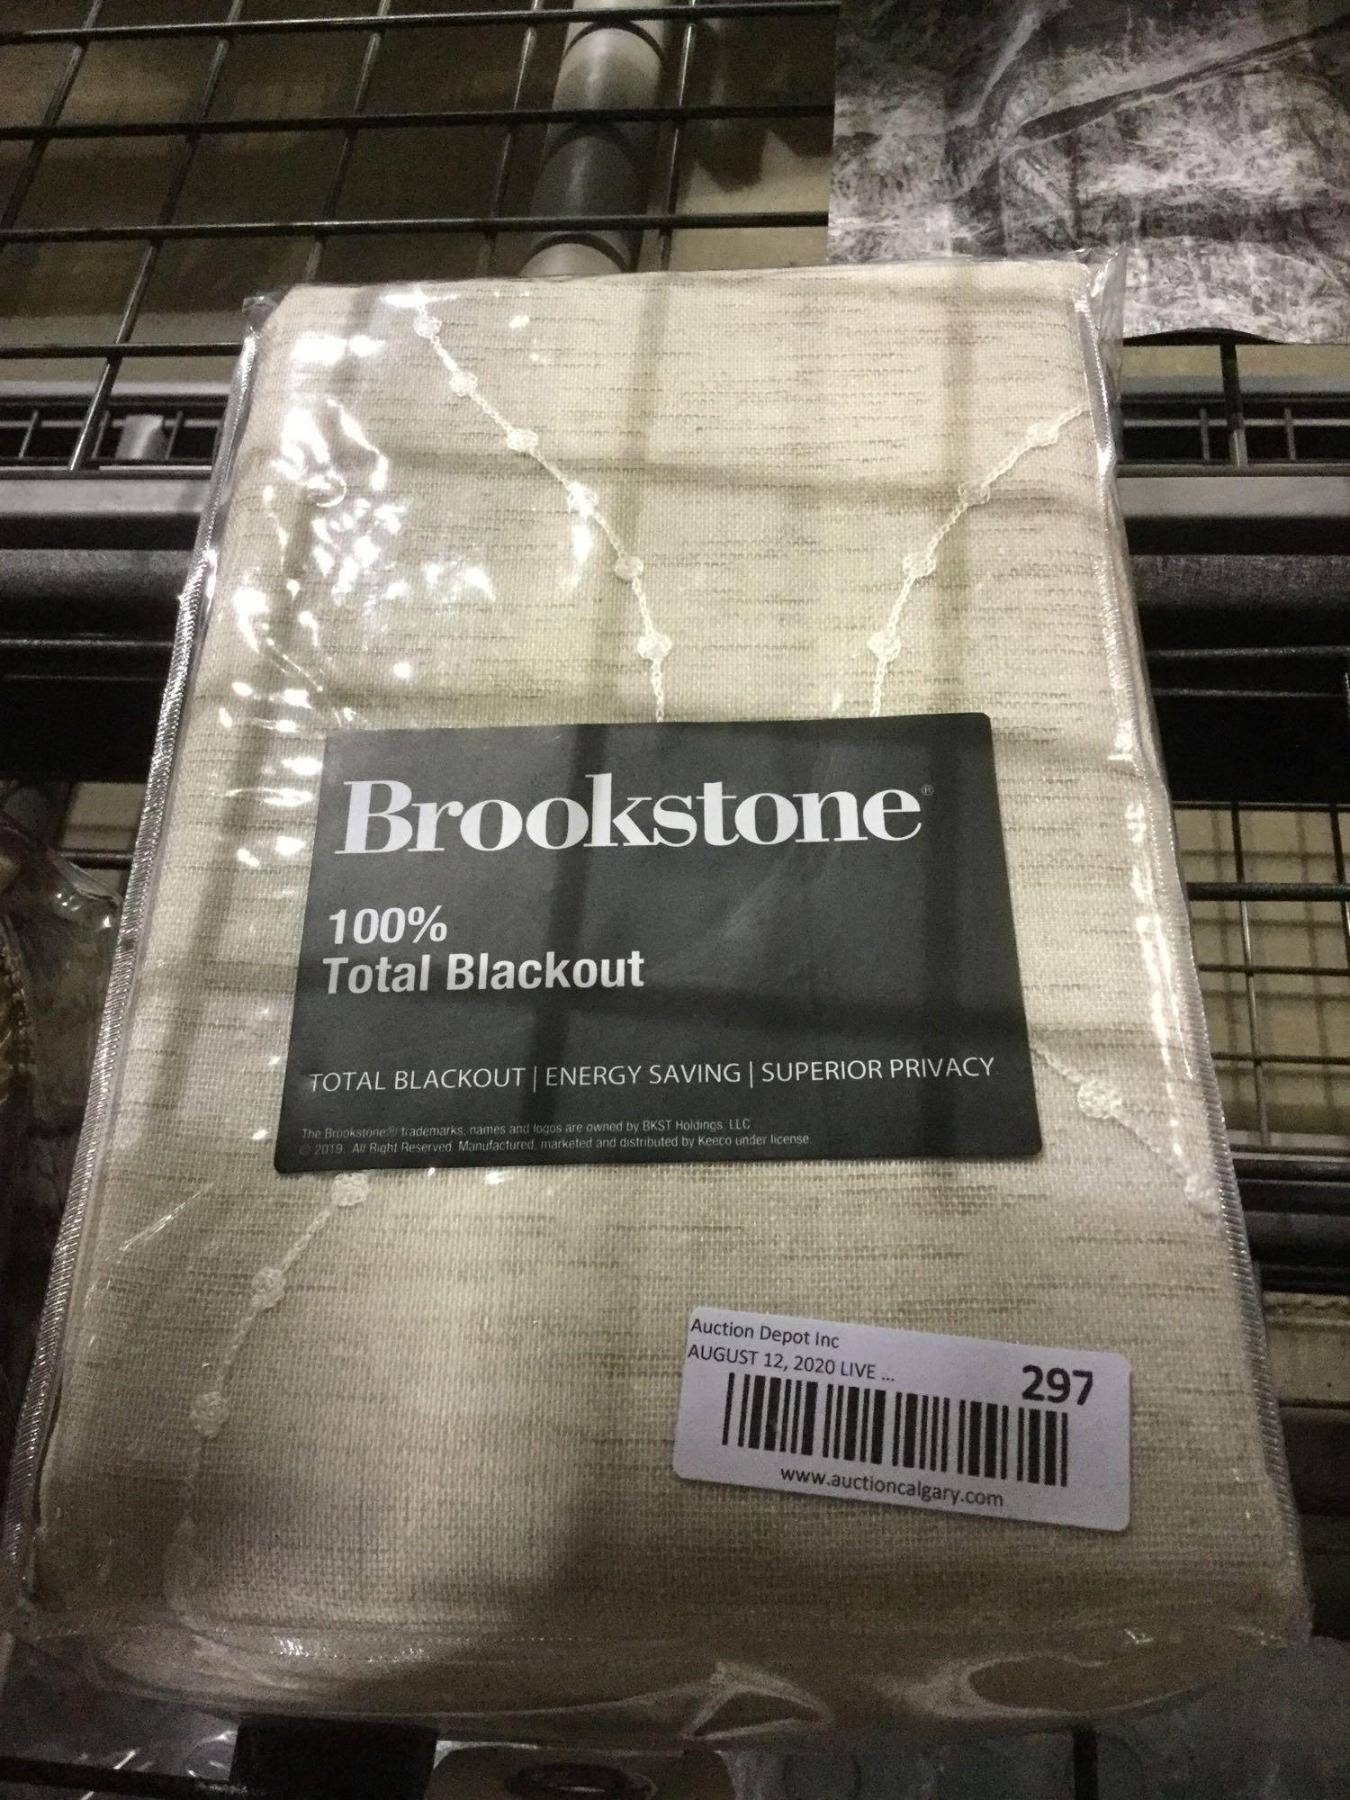 Brookstone®
100%
Total Blackout
TOTAL BLACKOUT | ENERGY SAVING | SUPERIOR PRIVACY
The Brookstone® trademarks, names and logos are owned by BKST Holdings, LLC
© 2019. All Right Reserved. Manufactured, marketed and distributed by Keeco under license.
Auction Depot Inc
AUGUST 12, 2020 LIVE ...
297
www.auctioncalgary.com